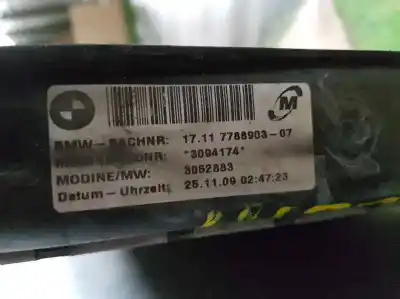 BMW-SACHNR: 17.11 7788903-07
*3094174*
MODINE/MW: 3052883
Datum-Uhrzeit: 25.11.09 02:47:23